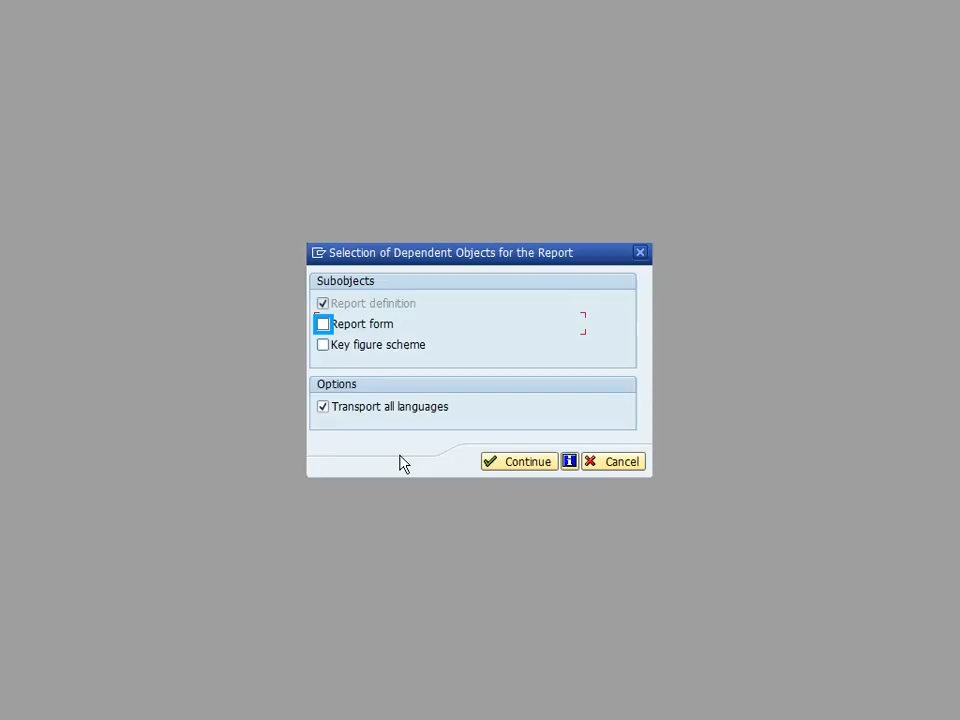 Selection of Dependent Objects for the Report
Subobjects
Report definition
Report form
Key figure scheme
Options
Transport all languages
Continue
Cancel